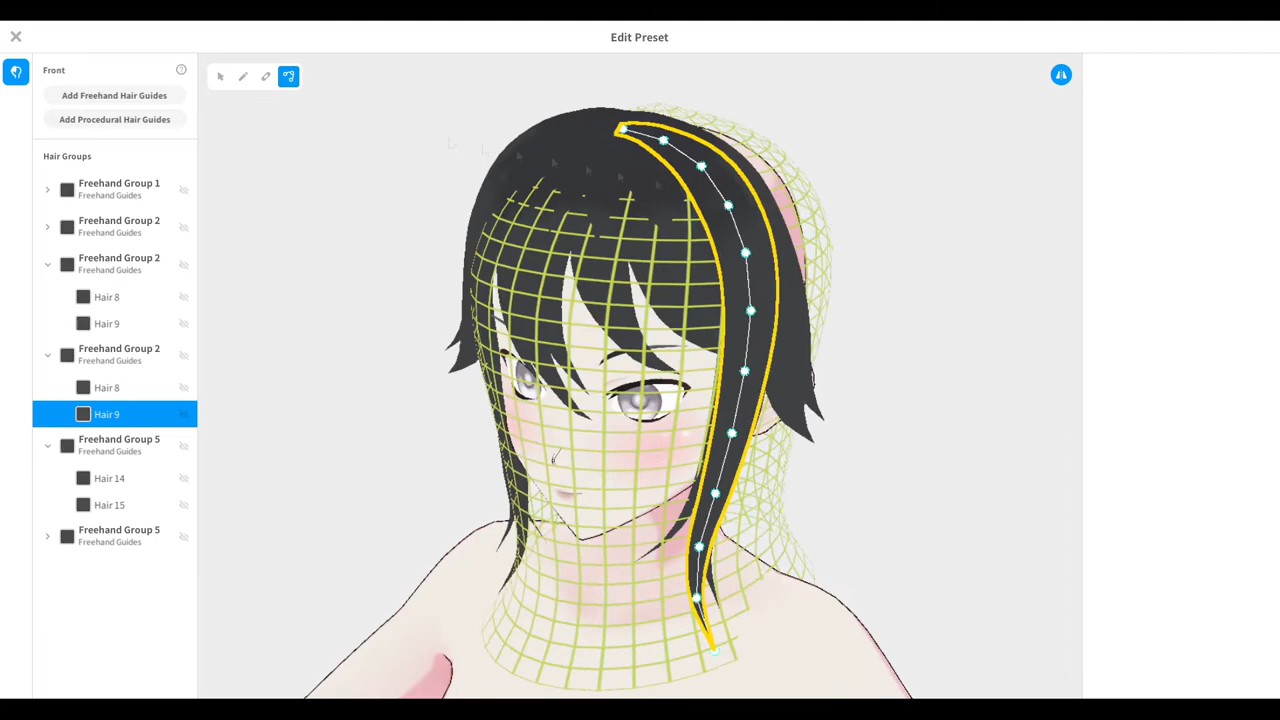 Edit Preset
Front
Add Freehand Hair Guides
Add Procedural Hair Guides
Hair Groups
Freehand Group 1
Freehand Guides
Freehand Group 2
Freehand Guides
Freehand Group 2
Freehand Guides
Hair 8
Hair 9
Freehand Group 2
Freehand Guides
Hair 8
Hair 9
Freehand Group 5
Freehand Guides
Hair 14
Hair 15
Freehand Group 5
Freehand Guides